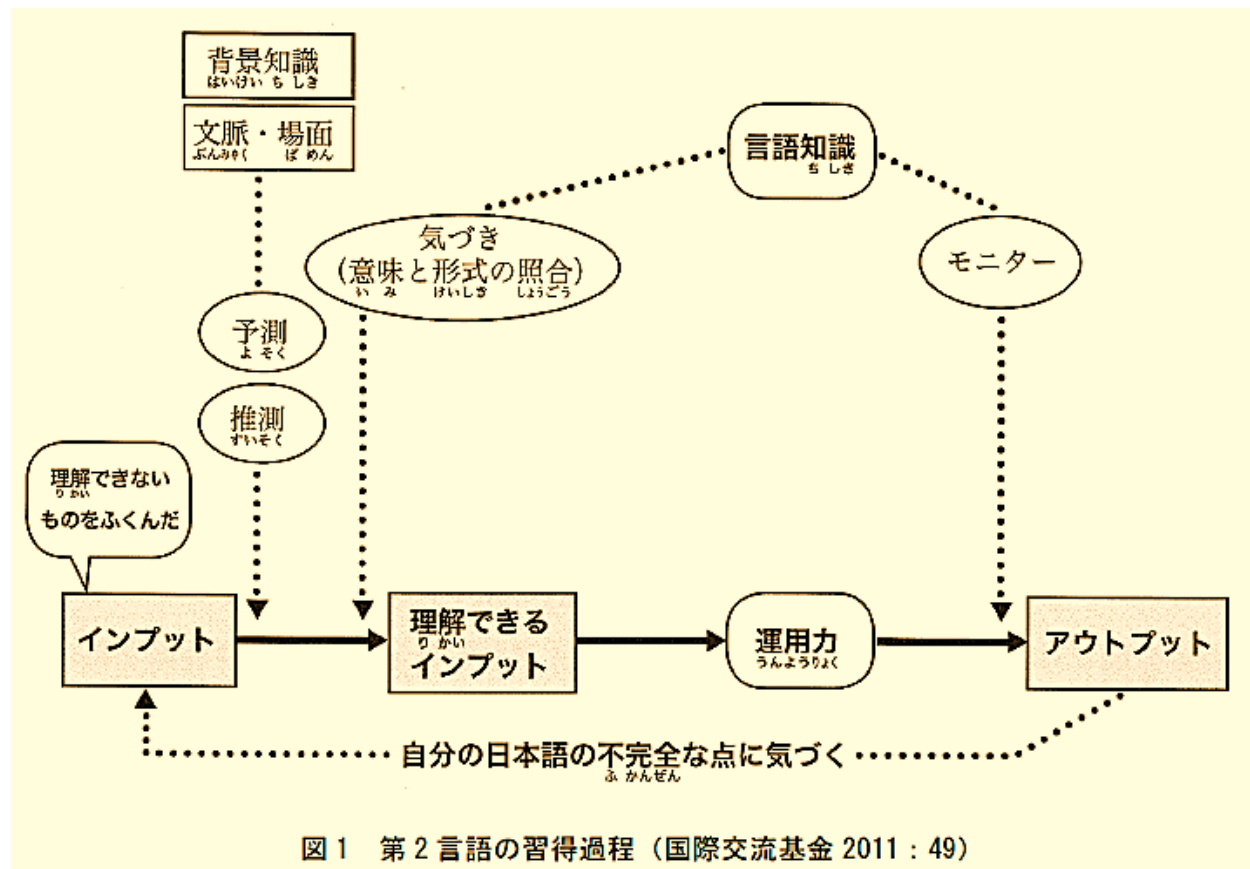 背景知識
はいけい ち しき
文脈・場面
ぶんみゃく ば めん
言語知識
ち しき
気づき
(意味と形式の照合)
い み けいしき しょうごう
モニター
予測
よ そく
推測
すいそく
理解できない
り かい
ものをふくんだ
インプット
理解できる
り かい
インプット
運用力
うんようりょく
アウトプット
自分の日本語の不完全な点に気づく
ふ かんぜん
図1 第2言語の習得過程(国際交流基金 2011:49)